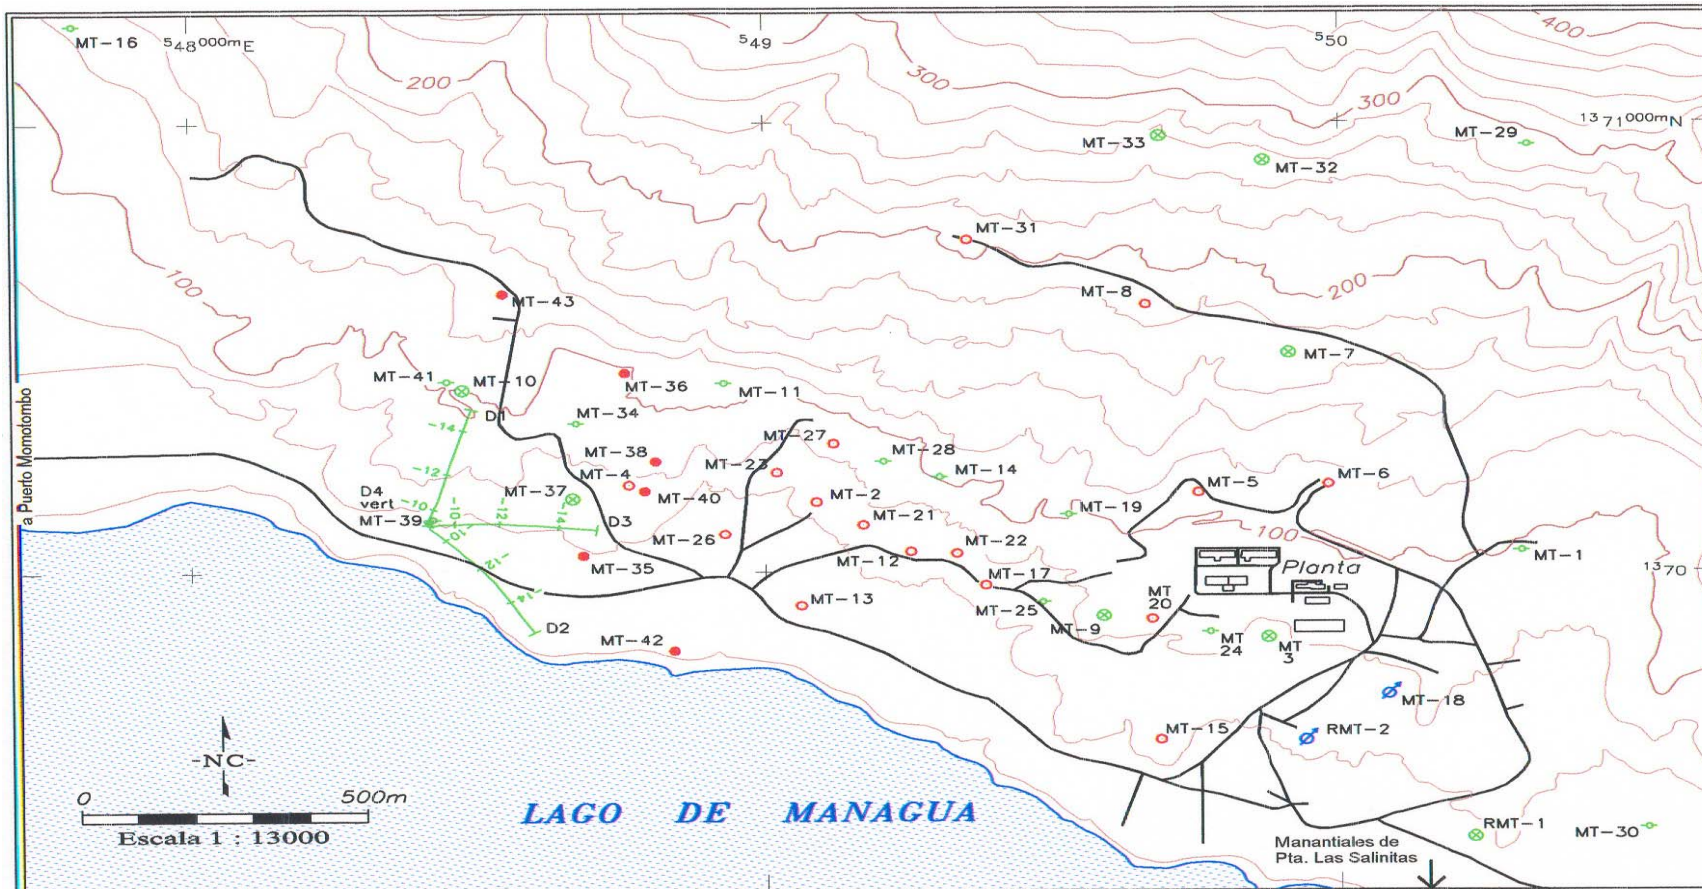 MT-16
548000mE
549
550
400
200
300
300
1371000mN
MT-33
MT-29
MT-32
MT-31
100
MT-8
200
MT-43
MT-7
MT-41
MT-10
MT-36
MT-11
D1
-14
MT-34
MT-27
MT-38
MT-28
-12
MT-4
MT-23
MT-14
MT-6
a Puerto Momotombo
D4
vert
-10
MT-37
MT-40
MT-2
MT-5
MT-39
-10
-12
-14
D3
MT-21
MT-19
100
-10
MT-26
MT-22
MT-1
-12
MT-35
MT-12
MT-17
Planta
1370
-14
MT-13
MT-25
MT
20
D2
MT-9
MT-42
MT
24
MT
3
MT-18
MT-15
RMT-2
-NC-
0
500m
LAGO DE MANAGUA
Escala 1 : 13000
RMT-1
MT-30
Manantiales de
Pta. Las Salinitas